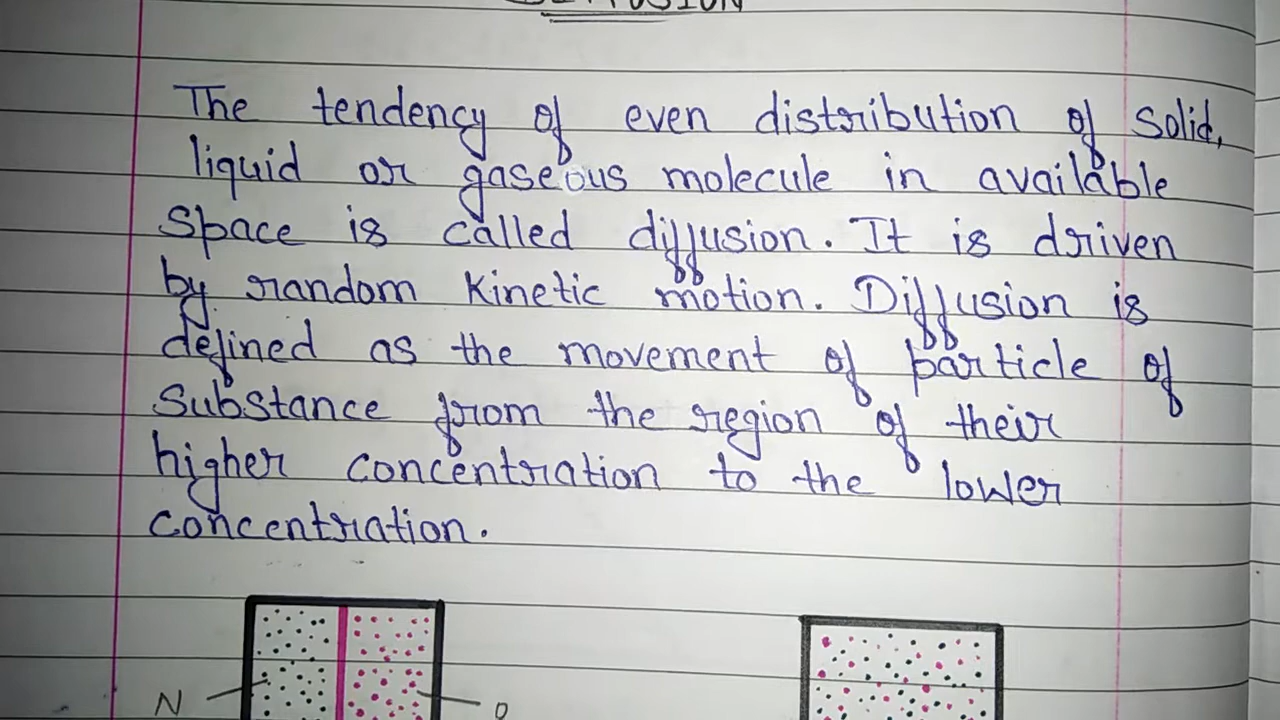 DIFFUSION
The tendency of even distribution of solid,
liquid or gaseous molecule in available
space is called diffusion. It is driven
by random kinetic motion. Diffusion is
defined as the movement of particle of
substance from the region of their
higher concentration to the lower
concentration.
N